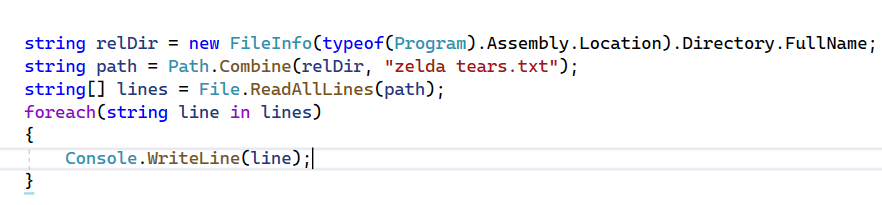 string relDir = new FileInfo(typeof(Program).Assembly.Location).Directory.FullName;
string path = Path.Combine(relDir, "zelda tears.txt");
string[] lines = File.ReadAllLines(path);
foreach(string line in lines)
{
    Console.WriteLine(line);
}